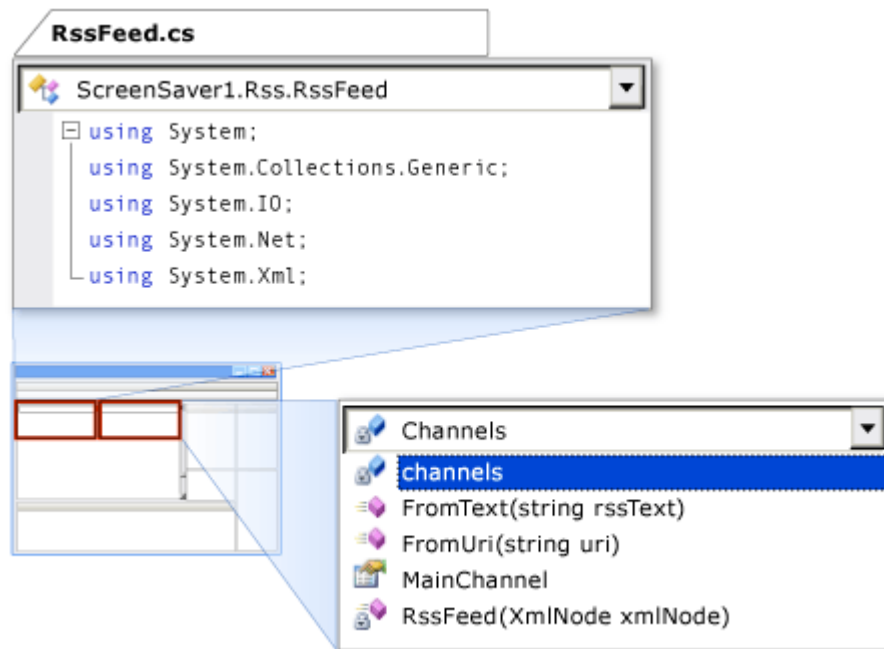 RssFeed.cs
ScreenSaver1.Rss.RssFeed
using System;
using System.Collections.Generic;
using System.IO;
using System.Net;
using System.Xml;
Channels
channels
FromText(string rssText)
FromUri(string uri)
MainChannel
RssFeed(XmlNode xmlNode)